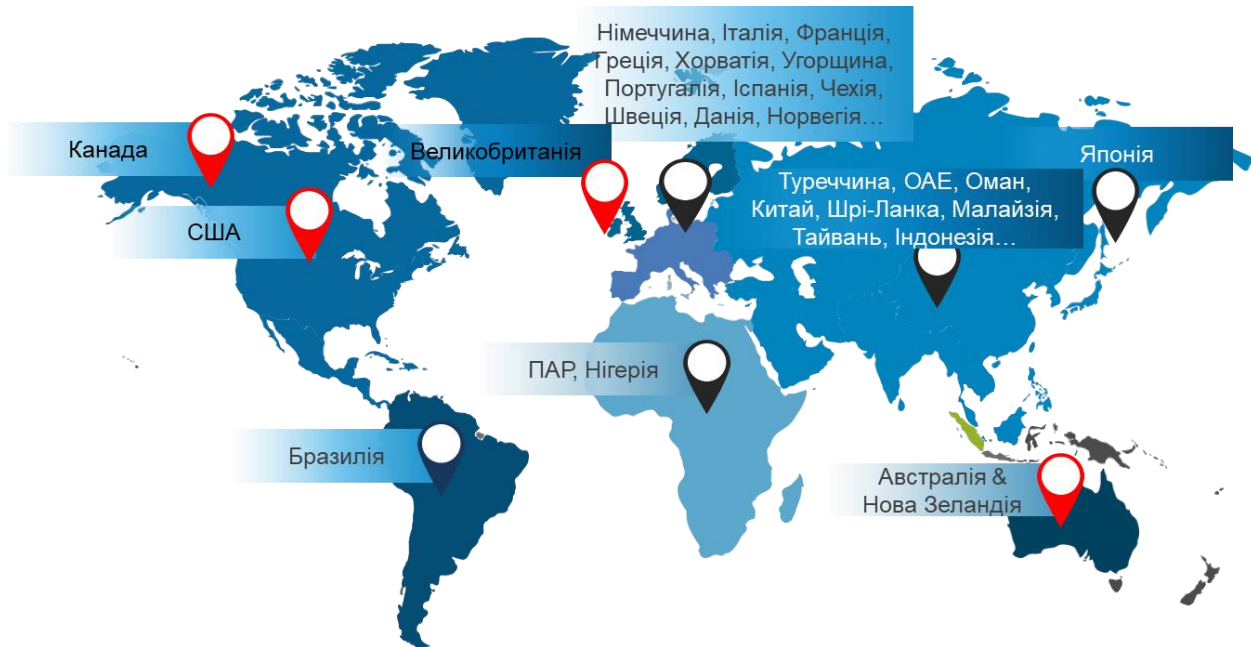 Німеччина, Італія, Франція,
Греція, Хорватія, Угорщина,
Португалія, Іспанія, Чехія,
Швеція, Данія, Норвегія…
Канада
Великобританія
Японія
США
Туреччина, ОАЕ, Оман,
Китай, Шрі-Ланка, Малайзія,
Тайвань, Індонезія…
ПАР, Нігерія
Бразилія
Австралія &
Нова Зеландія